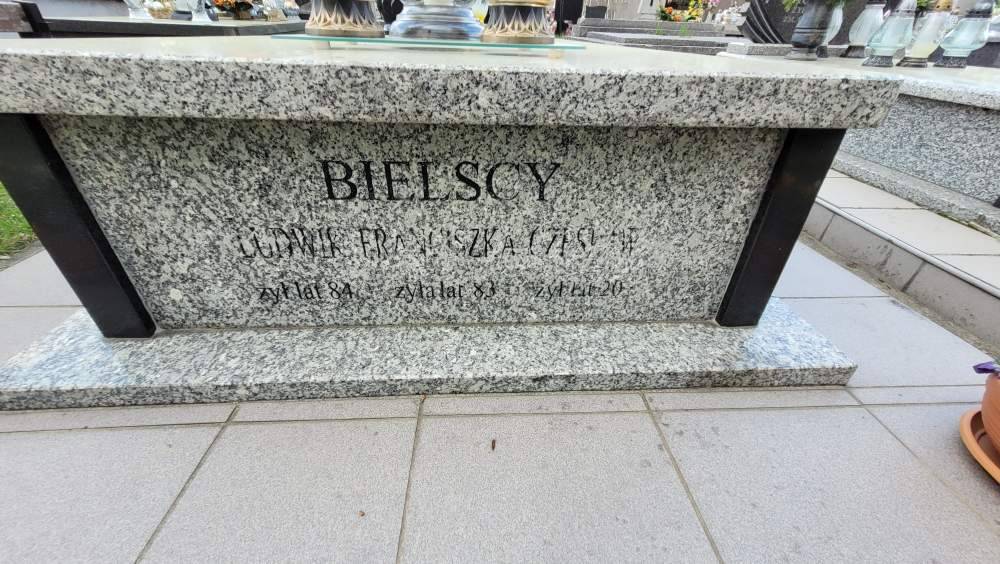 BIELSCY
LUDWIK FRANCISZKA CZESŁAW
żył lat 84 żyła lat 83 żył lat 20